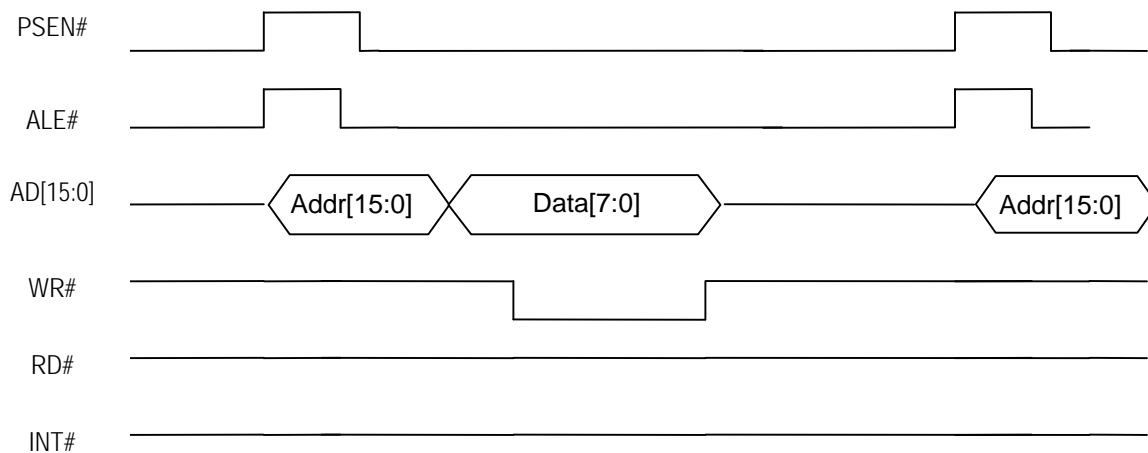 PSEN#
ALE#
AD[15:0] Addr[15:0] Data[7:0] Addr[15:0]
WR#
RD#
INT#